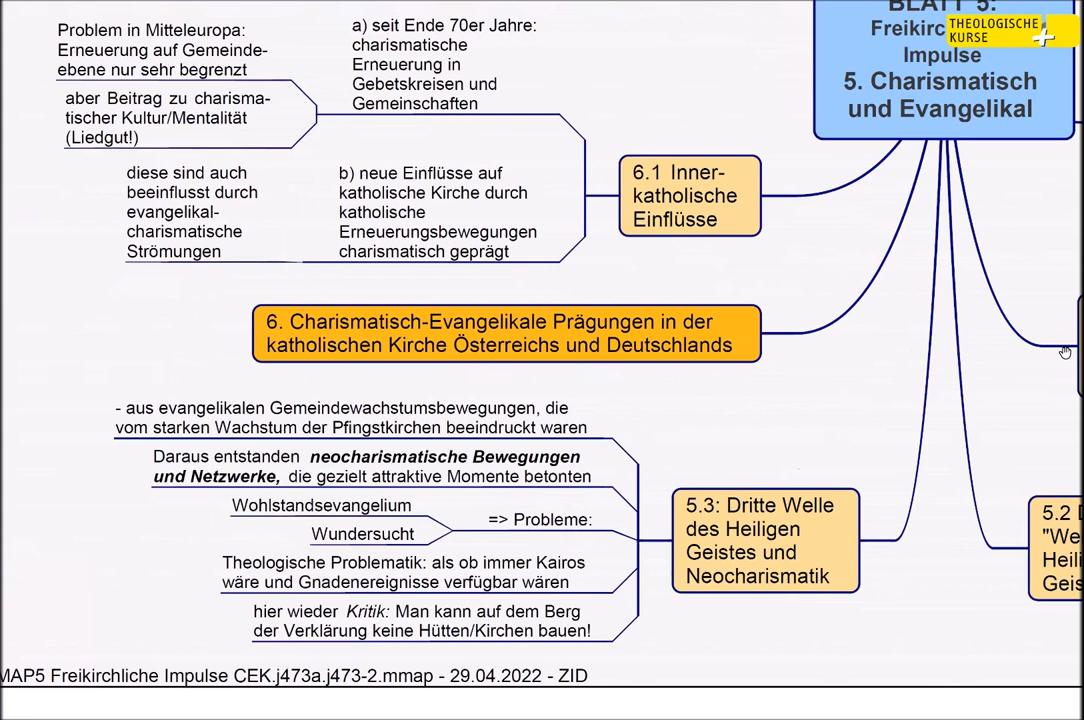 BLATT 5:
Freikirc
Impulse
5. Charismatisch
und Evangelikal
THEOLOGISCHE
KURSE
Problem in Mitteleuropa:
Erneuerung auf Gemeinde-
ebene nur sehr begrenzt
aber Beitrag zu charisma-
tischer Kultur/Mentalität
(Liedgut!)
a) seit Ende 70er Jahre:
charismatische
Erneuerung in
Gebetskreisen und
Gemeinschaften
diese sind auch
beeinflusst durch
evangelikal-
charismatische
Strömungen
b) neue Einflüsse auf
katholische Kirche durch
katholische
Erneuerungsbewegungen
charismatisch geprägt
6.1 Inner-
katholische
Einflüsse
6. Charismatisch-Evangelikale Prägungen in der
katholischen Kirche Österreichs und Deutschlands
- aus evangelikalen Gemeindewachstumsbewegungen, die
vom starken Wachstum der Pfingstkirchen beeindruckt waren
Daraus entstanden neocharismatische Bewegungen
und Netzwerke, die gezielt attraktive Momente betonten
Wohlstandsevangelium
Wundersucht
=> Probleme:
Theologische Problematik: als ob immer Kairos
wäre und Gnadenereignisse verfügbar wären
hier wieder Kritik: Man kann auf dem Berg
der Verklärung keine Hütten/Kirchen bauen!
5.3: Dritte Welle
des Heiligen
Geistes und
Neocharismatik
5.2
"We
Heili
Geis
MAP5 Freikirchliche Impulse CEK.j473a.j473-2.mmap - 29.04.2022 - ZID